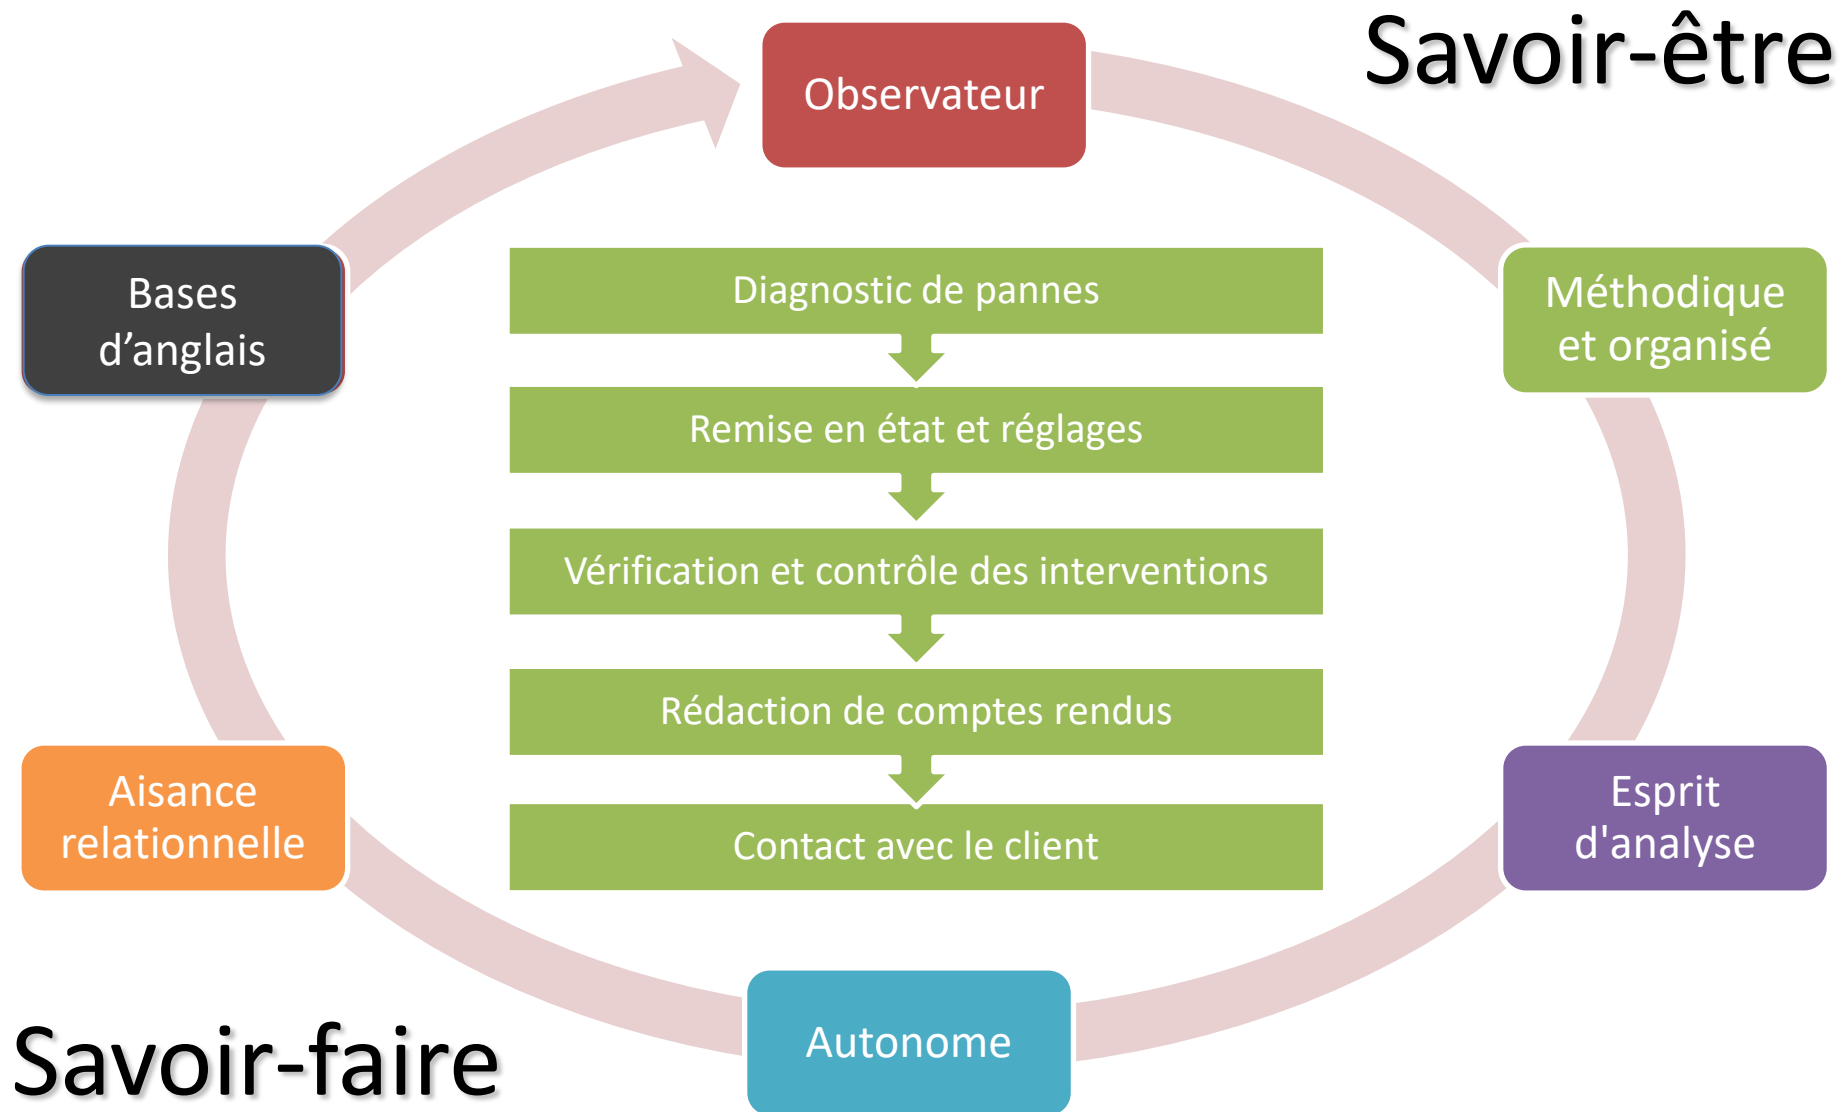 Savoir-être
Observateur
Bases
d’anglais
Méthodique
et organisé
Diagnostic de pannes
Remise en état et réglages
Vérification et contrôle des interventions
Rédaction de comptes rendus
Contact avec le client
Aisance
relationnelle
Esprit
d'analyse
Autonome
Savoir-faire